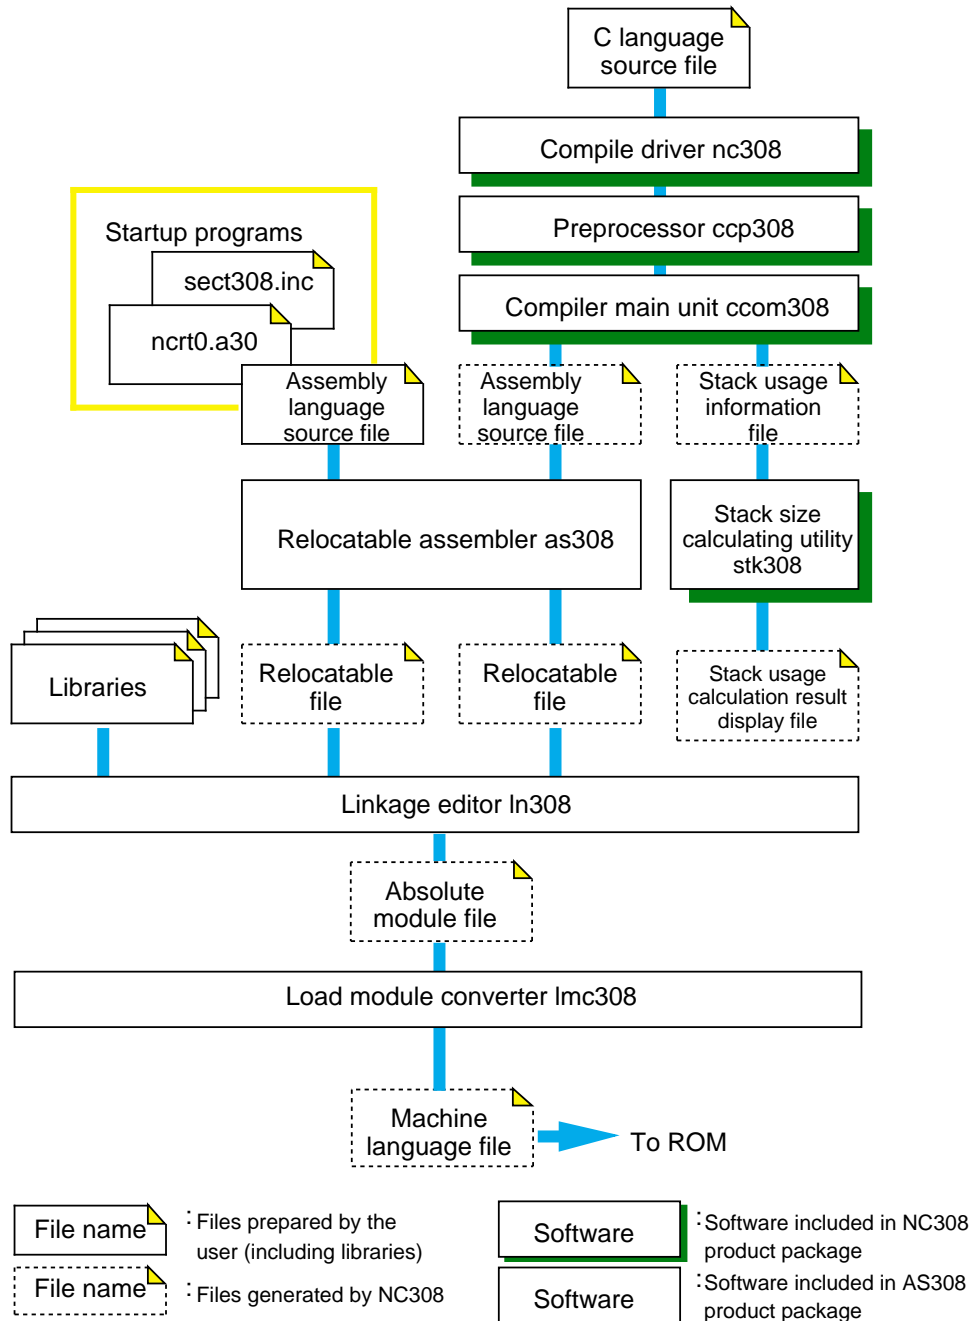 C language
source file
Compile driver nc308
Preprocessor ccp308
Startup programs
sect308.inc
ncrt0.a30
Compiler main unit ccom308
Assembly
language
source file
Assembly
language
source file
Stack usage
information
file
Relocatable assembler as308
Stack size
calculating utility
stk308
Libraries
Relocatable
file
Relocatable
file
Stack usage
calculation result
display file
Linkage editor ln308
Absolute
module file
Load module converter lmc308
Machine
language file
To ROM
File name
: Files prepared by the
user (including libraries)
File name
: Files generated by NC308
Software
: Software included in NC308
product package
Software
: Software included in AS308
product package